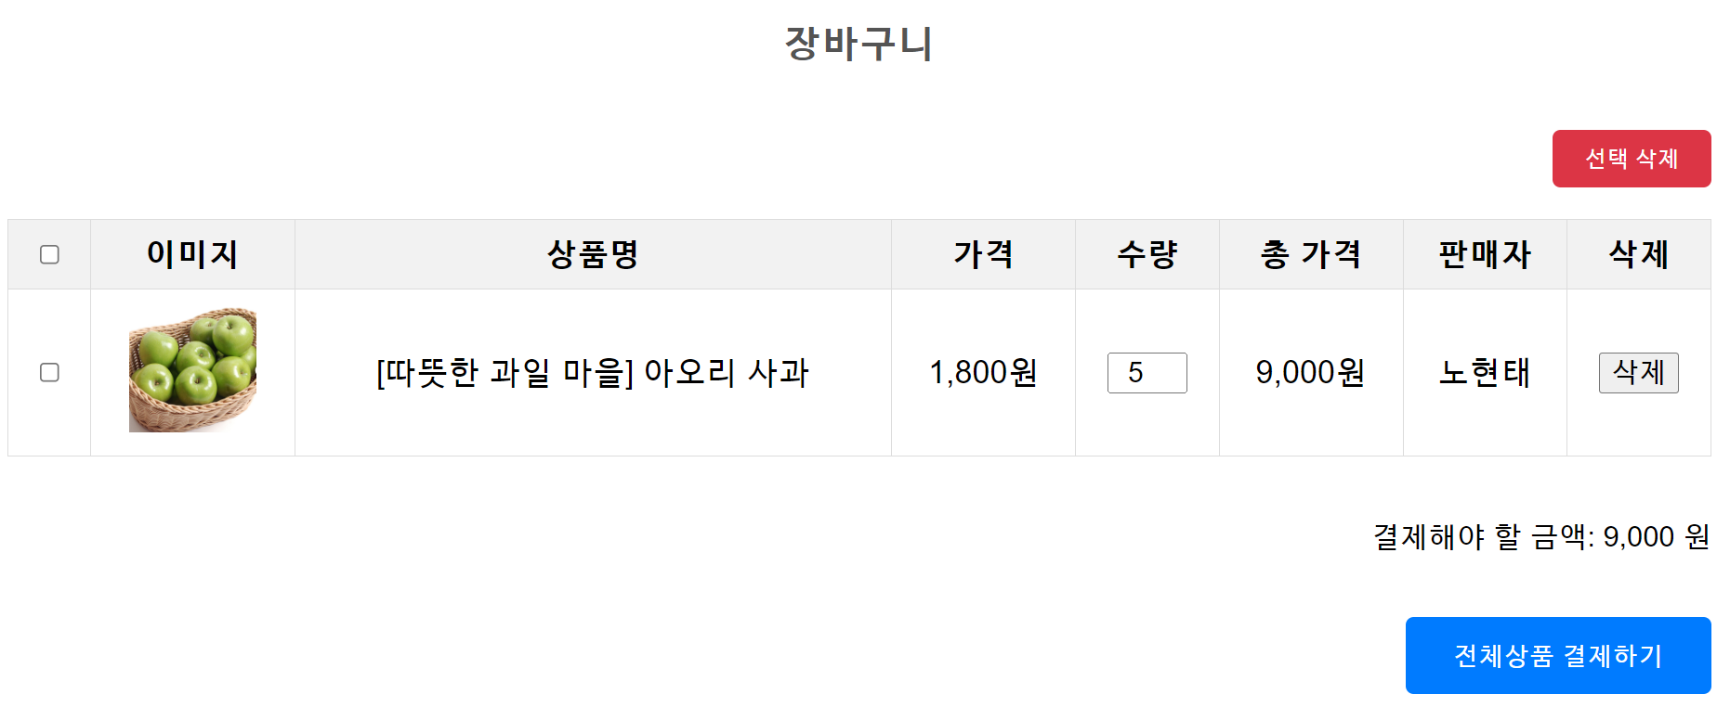 장바구니
선택 삭제
이미지 상품명 가격 수량 총 가격 판매자 삭제
[따뜻한 과일 마을] 아오리 사과 1,800원 5 9,000원 노현태 삭제
결제해야 할 금액: 9,000 원
전체상품 결제하기